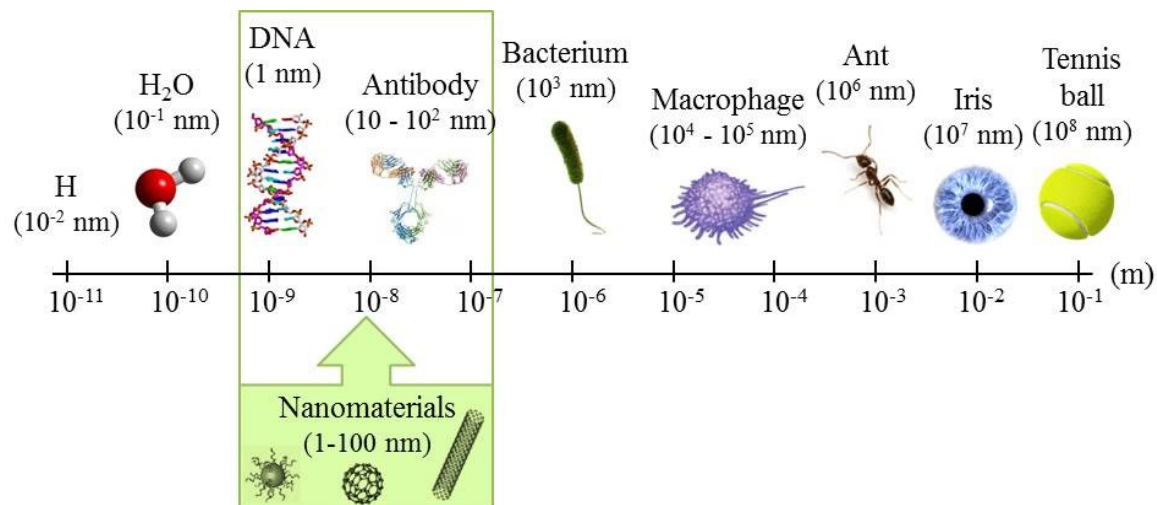 H
(10⁻² nm)
H₂O
(10⁻¹ nm)
DNA
(1 nm)
Antibody
(10 - 10² nm)
Bacterium
(10³ nm)
Macrophage
(10⁴ - 10⁵ nm)
Ant
(10⁶ nm)
Iris
(10⁷ nm)
Tennis
ball
(10⁸ nm)
10⁻¹¹ 10⁻¹⁰ 10⁻⁹ 10⁻⁸ 10⁻⁷ 10⁻⁶ 10⁻⁵ 10⁻⁴ 10⁻³ 10⁻² 10⁻¹ (m)
Nanomaterials
(1-100 nm)